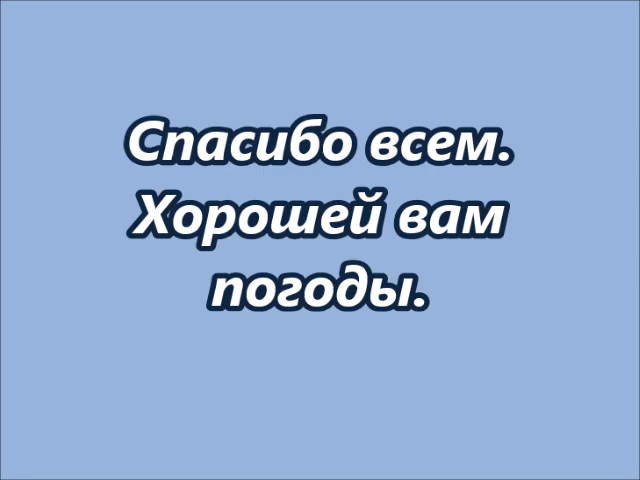 Спасибо всем.
Хорошей вам
погоды.